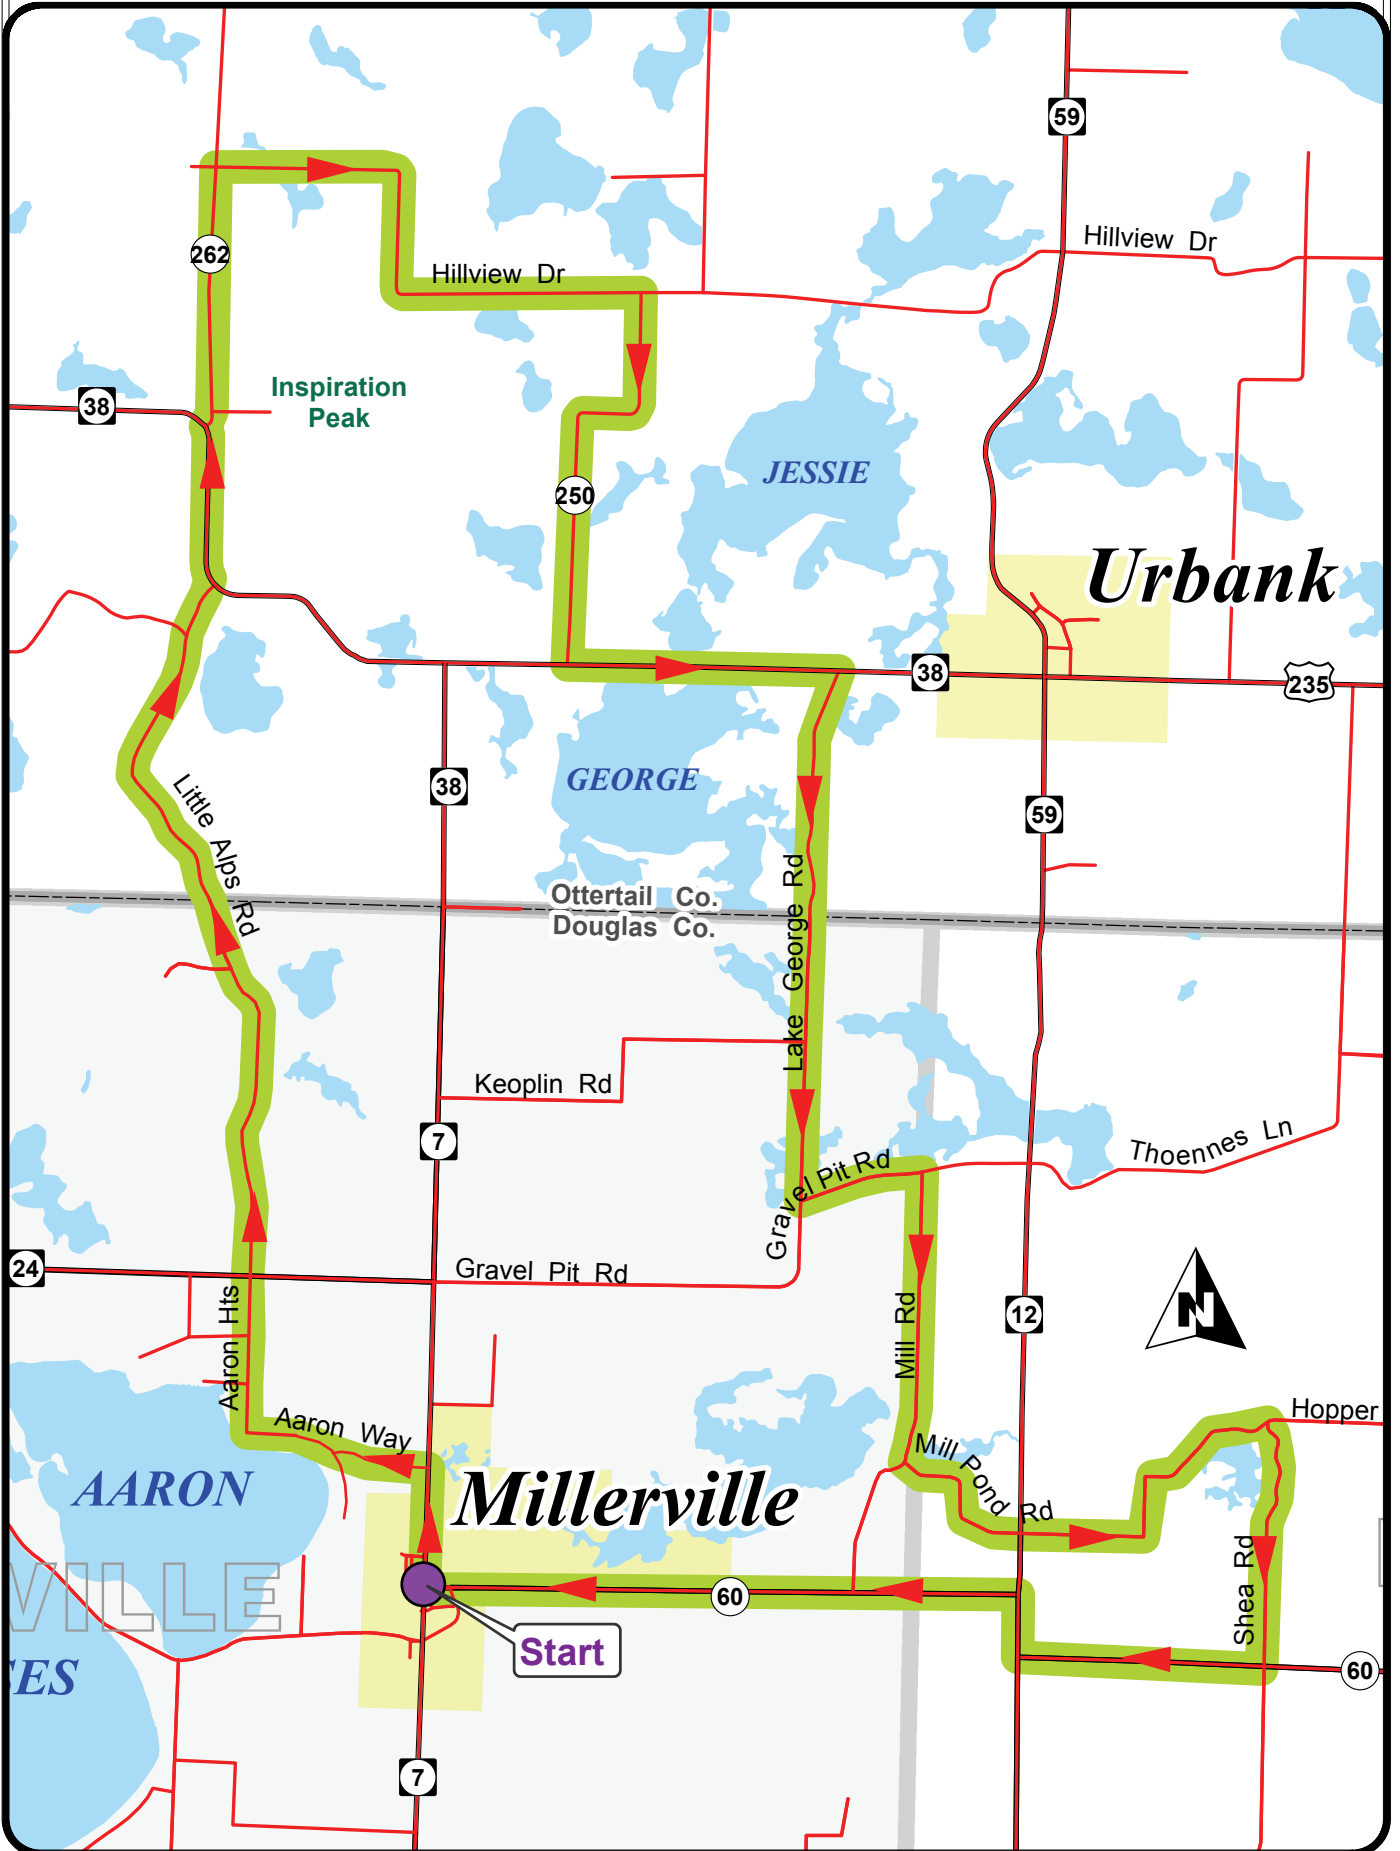 59
Hillview Dr
262
Hillview Dr
Inspiration
Peak
38
JESSIE
250
Urbank
38
235
GEORGE
38
Little Alps Rd
59
Lake George Rd
Ottertail Co.
Douglas Co.
Keoplin Rd
7
Thoennes Ln
Gravel Pit Rd
24
Gravel Pit Rd
Aaron Hts
Mill Rd
12
N
Hopper
Aaron Way
Mill Pond Rd
AARON
Millerville
Shea Rd
VILLE
60
Start
SES
60
7